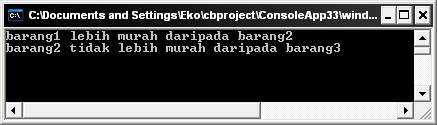 C:\Documents and Settings\Eko\cbproject\ConsoleApp33\wind...
barang1 lebih murah daripada barang2
barang2 tidak lebih murah daripada barang3